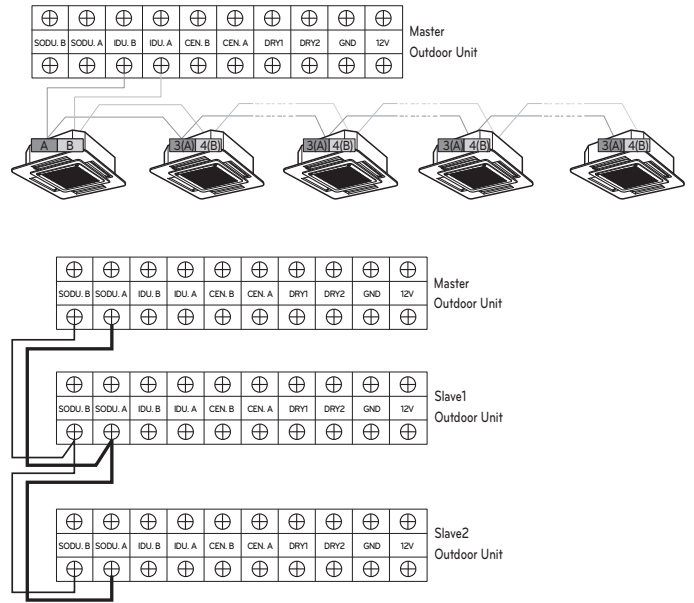 SODU. B SODU. A IDU. B IDU. A CEN. B CEN. A DRY1 DRY2 GND 12V
Master
Outdoor Unit
A B 3(A) 4(B) 3(A) 4(B) 3(A) 4(B) 3(A) 4(B)
SODU. B SODU. A IDU. B IDU. A CEN. B CEN. A DRY1 DRY2 GND 12V
Master
Outdoor Unit
SODU. B SODU. A IDU. B IDU. A CEN. B CEN. A DRY1 DRY2 GND 12V
Slave1
Outdoor Unit
SODU. B SODU. A IDU. B IDU. A CEN. B CEN. A DRY1 DRY2 GND 12V
Slave2
Outdoor Unit